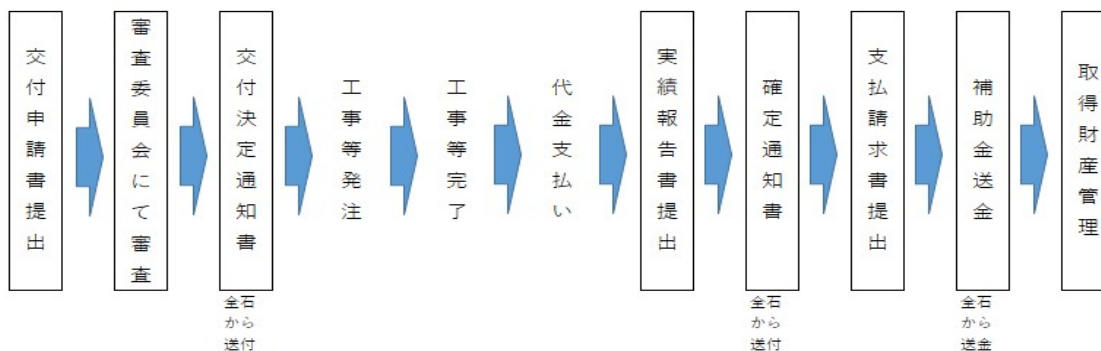 交付申請書提出
審査委員会にて審査
交付決定通知書
全石
から
送付
工事等発注
工事等完了
代金支払い
実績報告書提出
確定通知書
全石
から
送付
支払請求書提出
補助金送金
全石
から
送金
取得財産管理